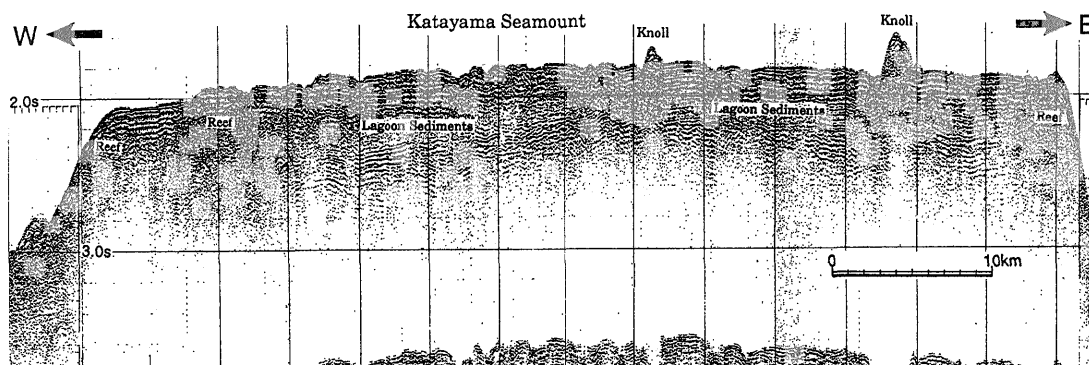 Katayama Seamount
W
E
Knoll
Knoll
2.0s
Reef
Lagoon Sediments
Lagoon Sediments
Reef
Reef
3.0s
0
10km